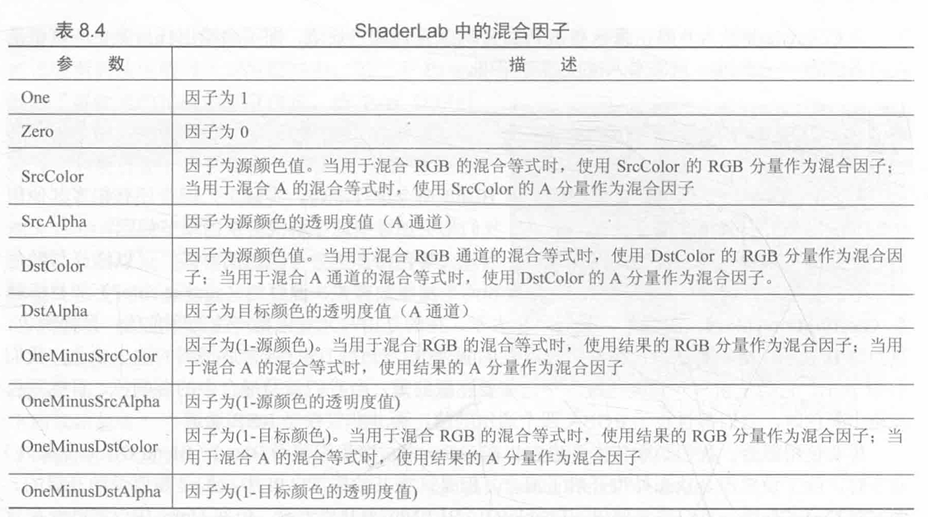 表 8.4 ShaderLab 中的混合因子
参 数 描 述
One 因子为 1
Zero 因子为 0
SrcColor 因子为源颜色值。当用于混合 RGB 的混合等式时，使用 SrcColor 的 RGB 分量作为混合因子；
当用于混合 A 的混合等式时，使用 SrcColor 的 A 分量作为混合因子
SrcAlpha 因子为源颜色的透明度值（A 通道）
DstColor 因子为源颜色值。当用于混合 RGB 通道的混合等式时，使用 DstColor 的 RGB 分量作为混合因
子；当用于混合 A 通道的混合等式时，使用 DstColor 的 A 分量作为混合因子。
DstAlpha 因子为目标颜色的透明度值（A 通道）
OneMinusSrcColor 因子为(1-源颜色)。当用于混合 RGB 的混合等式时，使用结果的 RGB 分量作为混合因子；当用
于混合 A 的混合等式时，使用结果的 A 分量作为混合因子
OneMinusSrcAlpha 因子为(1-源颜色的透明度值)
OneMinusDstColor 因子为(1-目标颜色)。当用于混合 RGB 的混合等式时，使用结果的 RGB 分量作为混合因子；当
用于混合 A 的混合等式时，使用结果的 A 分量作为混合因子
OneMinusDstAlpha 因子为(1-目标颜色的透明度值)